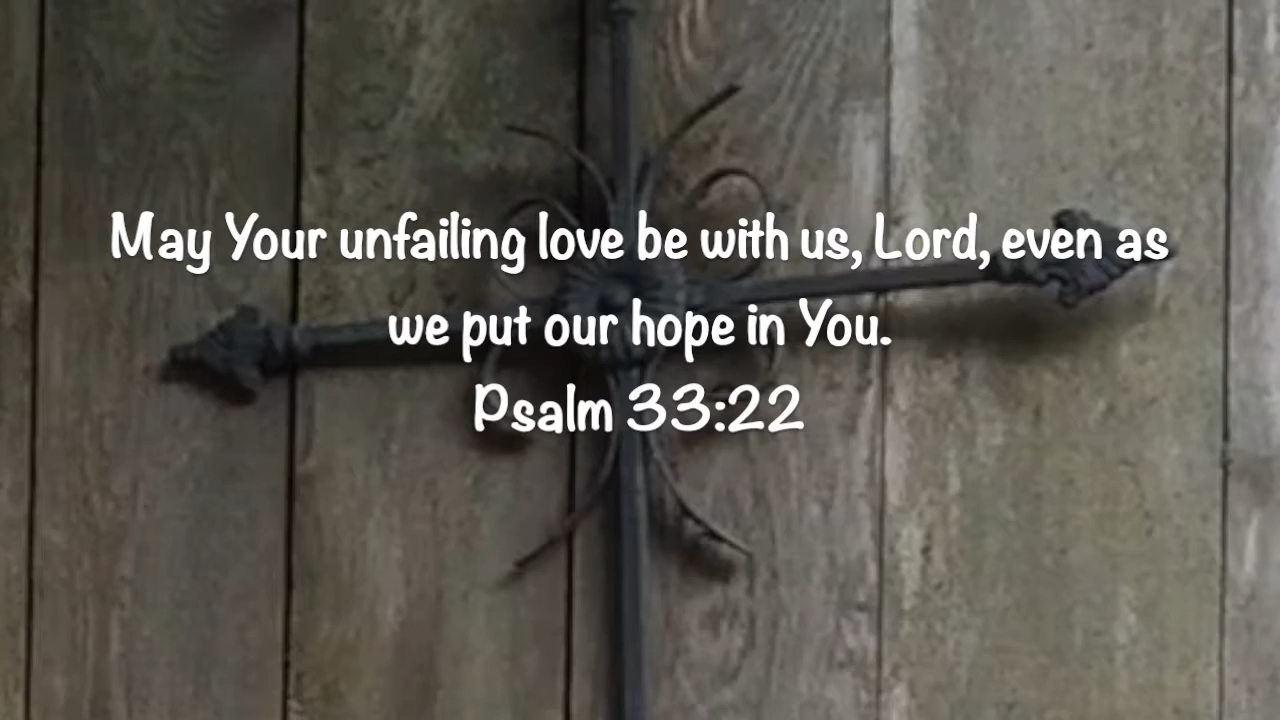 May Your unfailing love be with us, Lord, even as
we put our hope in You.
Psalm 33:22